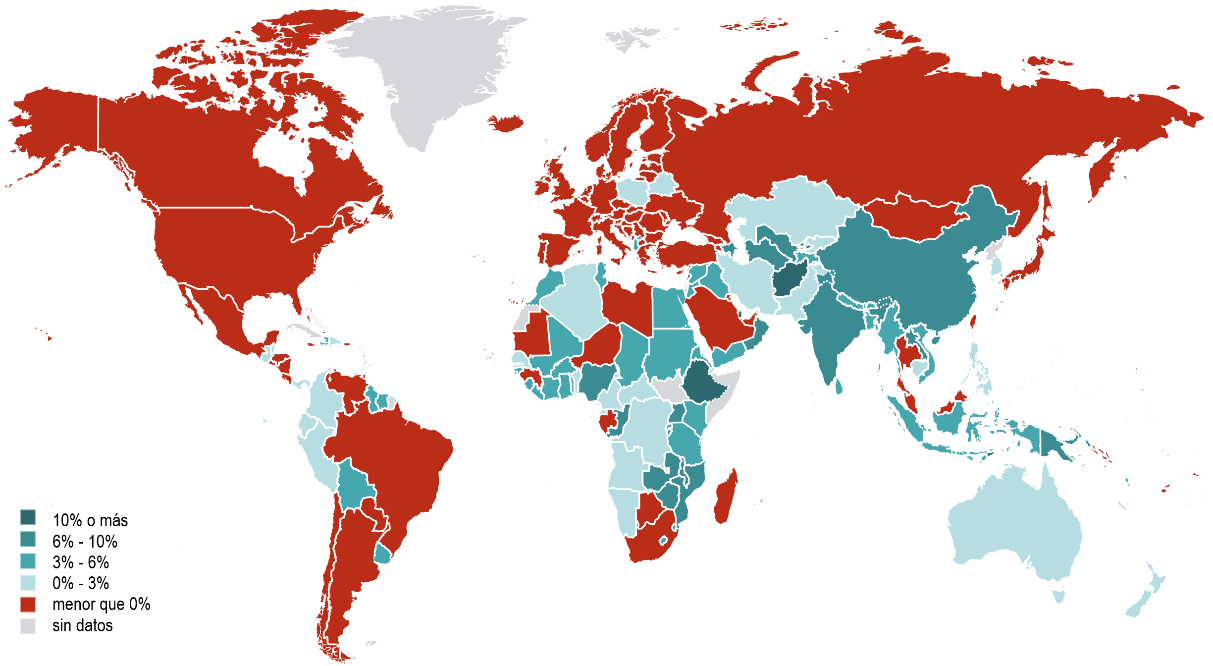 10% o más
6% - 10%
3% - 6%
0% - 3%
menor que 0%
sin datos